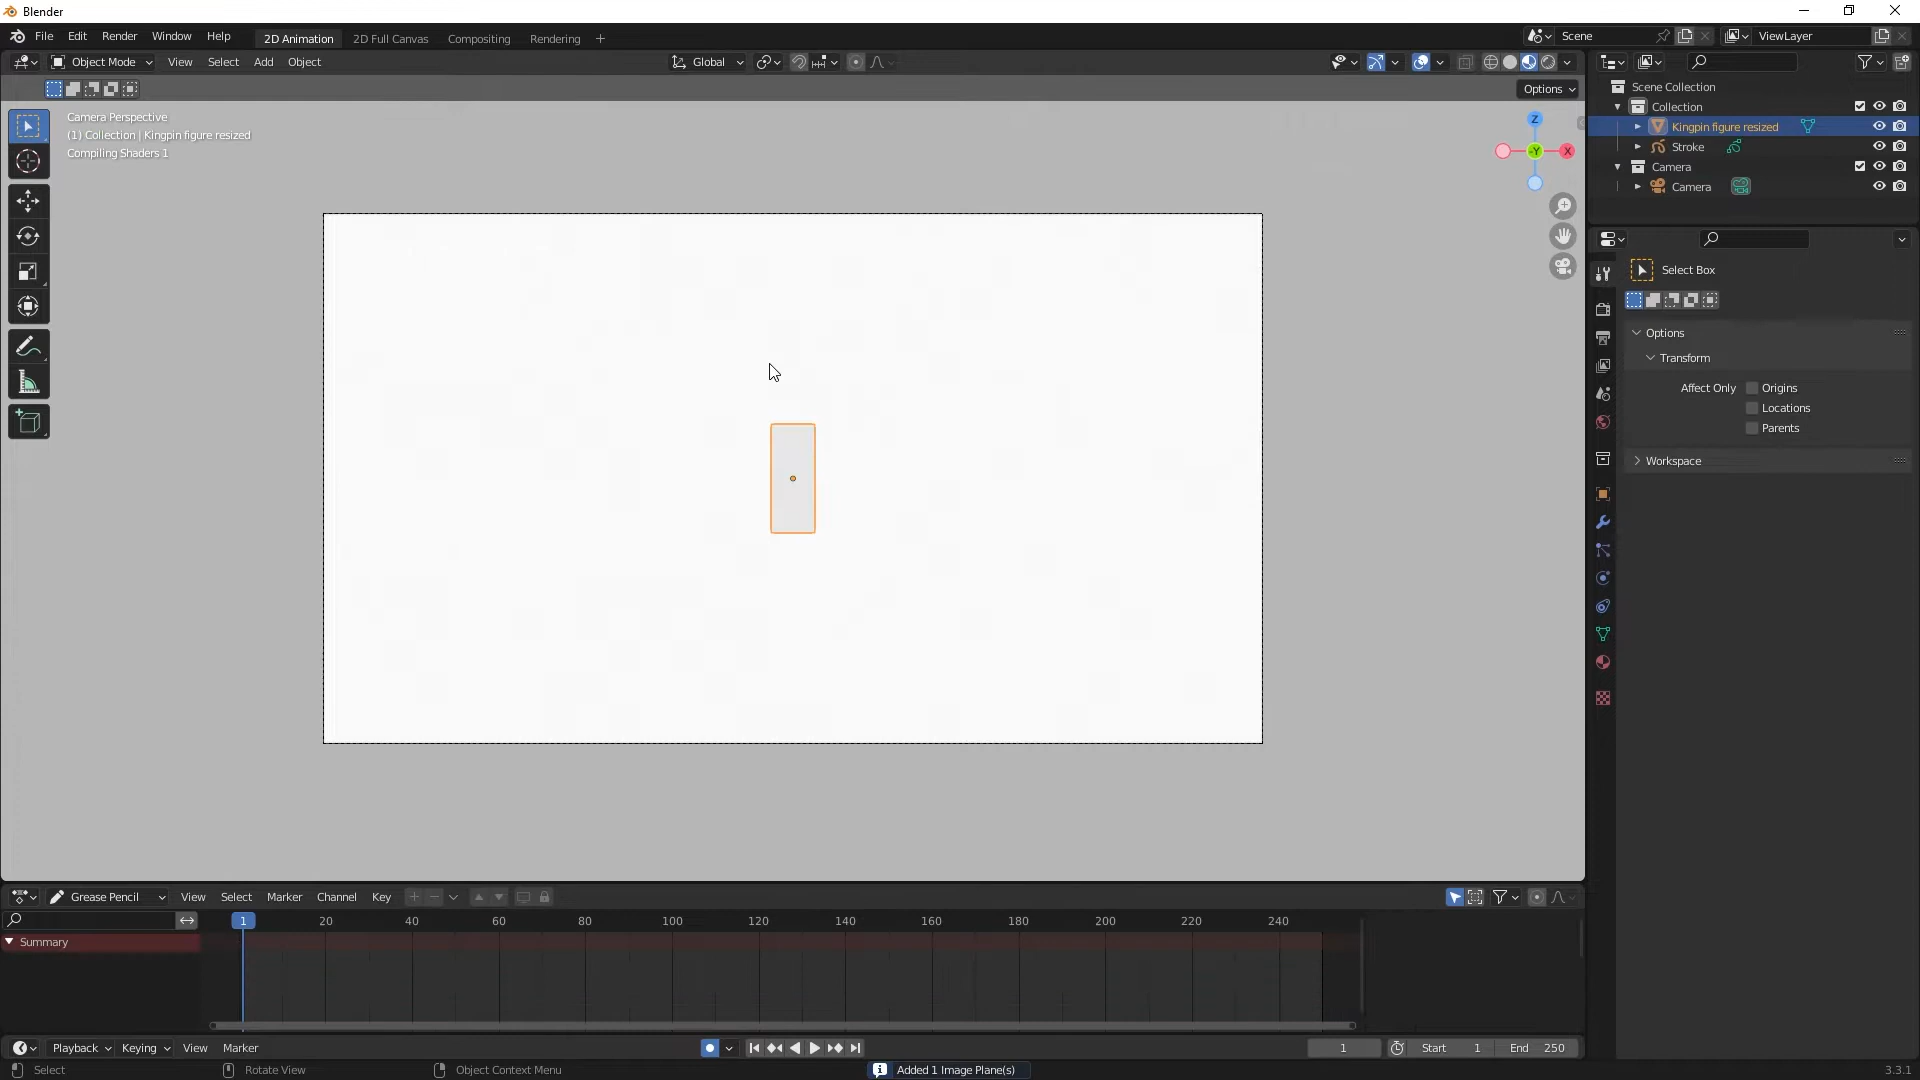 Blender
File Edit Render Window Help 2D Animation 2D Full Canvas Compositing Rendering + Scene ViewLayer
Object Mode View Select Add Object Global
Options
Camera Perspective
(1) Collection | Kingpin figure resized
Compiling Shaders 1
Z
-Y X
Scene Collection
Collection
Kingpin figure resized
Stroke
Camera
Camera
Select Box
Options
Transform
Affect Only Origins
Locations
Parents
Workspace
Grease Pencil View Select Marker Channel Key
1 20 40 60 80 100 120 140 160 180 200 220 240
Summary
Playback Keying View Marker 1 Start 1 End 250
Select Rotate View Object Context Menu Added 1 Image Plane(s) 3.3.1